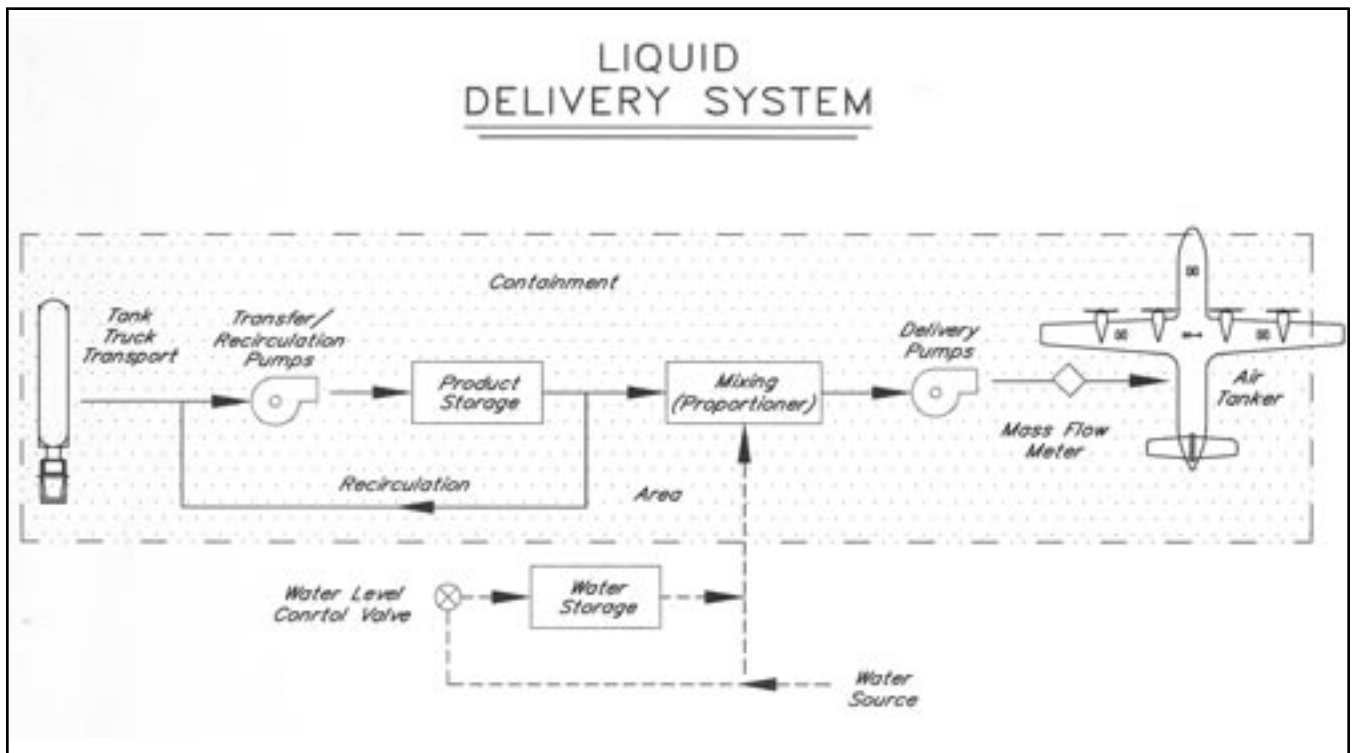 LIQUID
DELIVERY SYSTEM
Containment
Tank
Truck
Transport
Transfer/
Recirculation
Pumps
Product
Storage
Mixing
(Proportioner)
Delivery
Pumps
Mass Flow
Meter
Air
Tanker
Recirculation
Area
Water Level
Conrtol Valve
Water
Storage
Water
Source